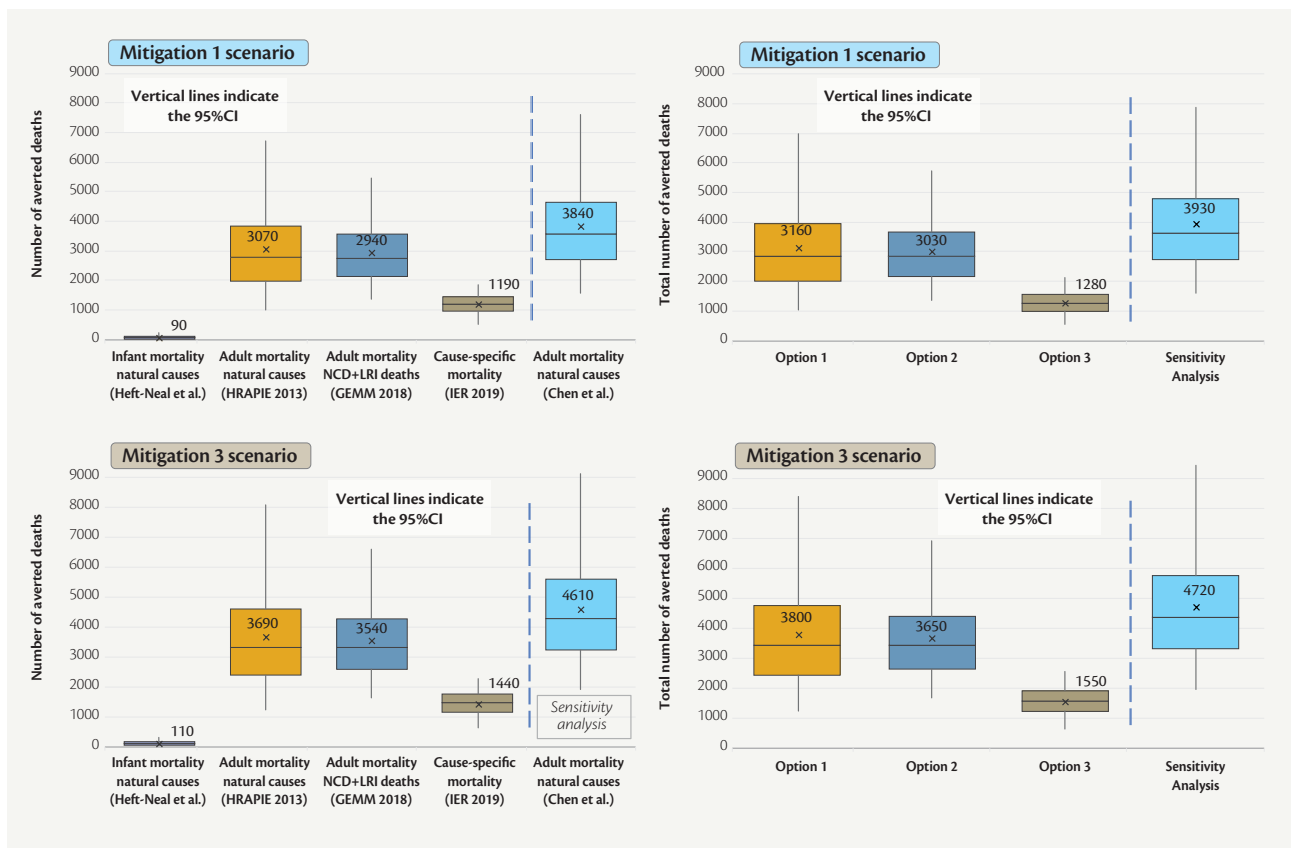 Mitigation 1 scenario
Number of averted deaths
9000
8000
7000
6000
5000
4000
3000
2000
1000
0
Vertical lines indicate
the 95%CI
90
3070
2940
1190
3840
Infant mortality
natural causes
(Heft-Neal et al.)
Adult mortality
natural causes
(HRAPIE 2013)
Adult mortality
NCD+LRI deaths
(GEMM 2018)
Cause-specific
mortality
(IER 2019)
Adult mortality
natural causes
(Chen et al.)
Mitigation 1 scenario
Total number of averted deaths
9000
8000
7000
6000
5000
4000
3000
2000
1000
0
Vertical lines indicate
the 95%CI
3160
3030
1280
3930
Option 1
Option 2
Option 3
Sensitivity
Analysis
Mitigation 3 scenario
Number of averted deaths
9000
8000
7000
6000
5000
4000
3000
2000
1000
0
Vertical lines indicate
the 95%CI
110
3690
3540
1440
4610
Sensitivity
analysis
Infant mortality
natural causes
(Heft-Neal et al.)
Adult mortality
natural causes
(HRAPIE 2013)
Adult mortality
NCD+LRI deaths
(GEMM 2018)
Cause-specific
mortality
(IER 2019)
Adult mortality
natural causes
(Chen et al.)
Mitigation 3 scenario
Total number of averted deaths
9000
8000
7000
6000
5000
4000
3000
2000
1000
0
Vertical lines indicate
the 95%CI
3800
3650
1550
4720
Option 1
Option 2
Option 3
Sensitivity
Analysis